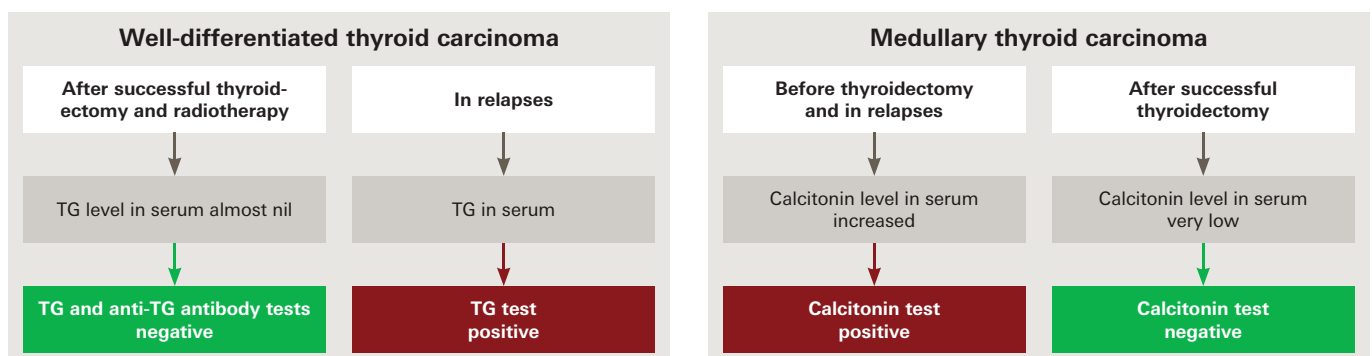 Well-differentiated thyroid carcinoma
After successful thyroid-
ectomy and radiotherapy
TG level in serum almost nil
TG and anti-TG antibody tests
negative
In relapses
TG in serum
TG test
positive
Medullary thyroid carcinoma
Before thyroidectomy
and in relapses
Calcitonin level in serum
increased
Calcitonin test
positive
After successful
thyroidectomy
Calcitonin level in serum
very low
Calcitonin test
negative